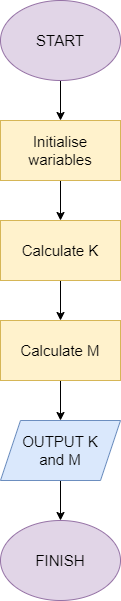 START
Initialise
wariables
Calculate K
Calculate M
OUTPUT K
and M
FINISH